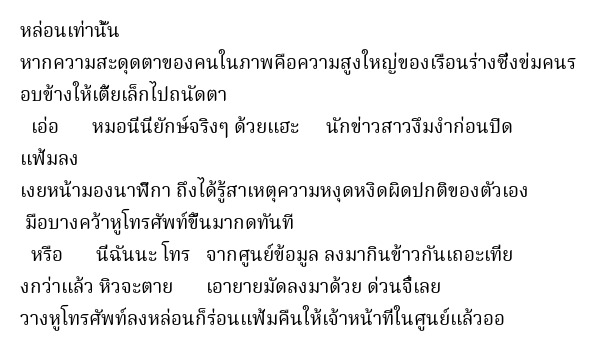 หล่อนเท่านั้น
หากความสะดุดตาของคนในภาพคือความสูงใหญ่ของเรือนร่างซึ่งข่มคนร
อบข้างให้เตี้ยเล็กไปถนัดตา
เอ่อ หมอนีนียักษ์จริงๆ ด้วยแฮะ นักข่าวสาวงึมงำก่อนปิด
แฟ้มลง
เงยหน้ามองนาฬิกา ถึงได้รู้สาเหตุความหงุดหงิดผิดปกติของตัวเอง
มือบางคว้าหูโทรศัพท์ขึ้นมากดทันที
หรือ นีฉันนะ โทร จากศูนย์ข้อมูล ลงมากินข้าวกันเถอะเที่ย
งกว่าแล้ว หิวจะตาย เอายายมัดลงมาด้วย ด่วนจี๋เลย
วางหูโทรศัพท์ลงหล่อนก็ร่อนแฟ้มคืนให้เจ้าหน้าที่ในศูนย์แล้วออ